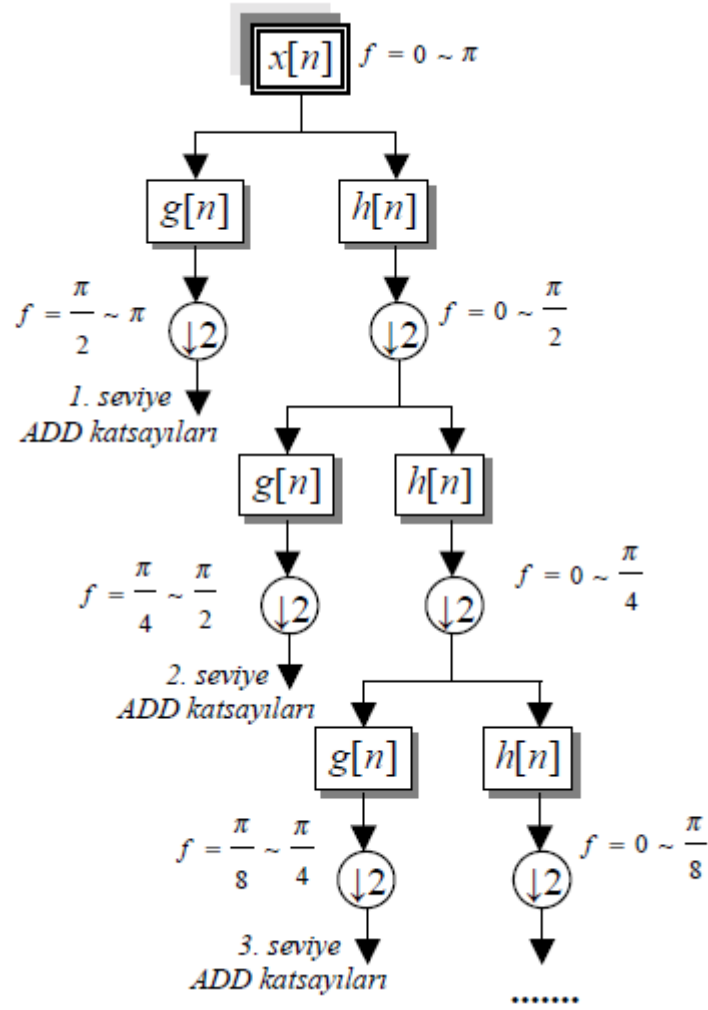 x[n] f = 0 ~ π
g[n] h[n]
f = π/2 ~ π ↓2 ↓2 f = 0 ~ π/2
1. seviye
ADD katsayıları
g[n] h[n]
f = π/4 ~ π/2 ↓2 ↓2 f = 0 ~ π/4
2. seviye
ADD katsayıları
g[n] h[n]
f = π/8 ~ π/4 ↓2 ↓2 f = 0 ~ π/8
3. seviye
ADD katsayıları
.......